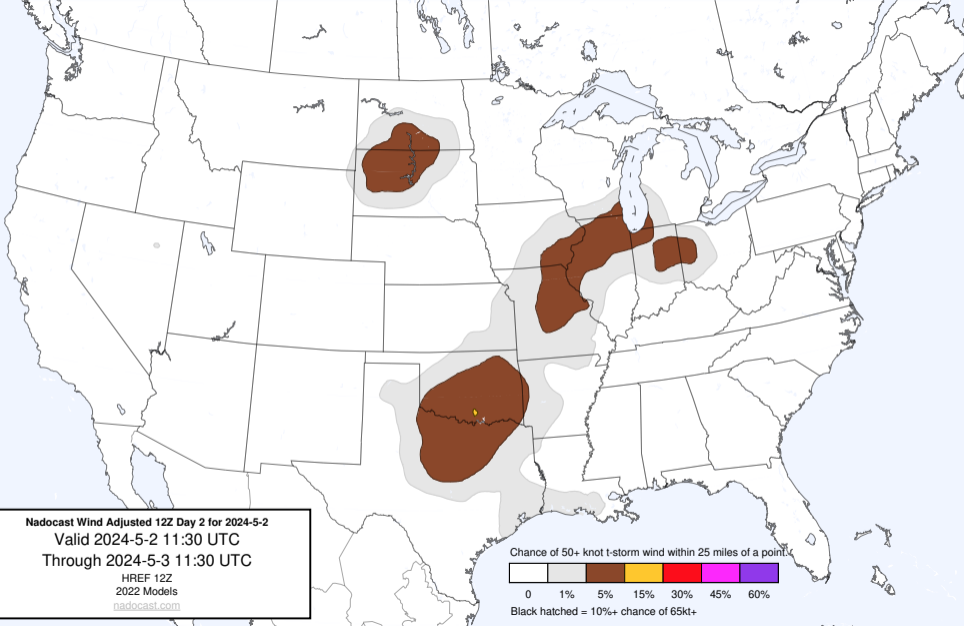 Nadocast Wind Adjusted 12Z Day 2 for 2024-5-2
Valid 2024-5-2 11:30 UTC
Through 2024-5-3 11:30 UTC
HREF 12Z
2022 Models
nadocast.com
Chance of 50+ knot t-storm wind within 25 miles of a point.
0 1% 5% 15% 30% 45% 60%
Black hatched = 10%+ chance of 65kt+